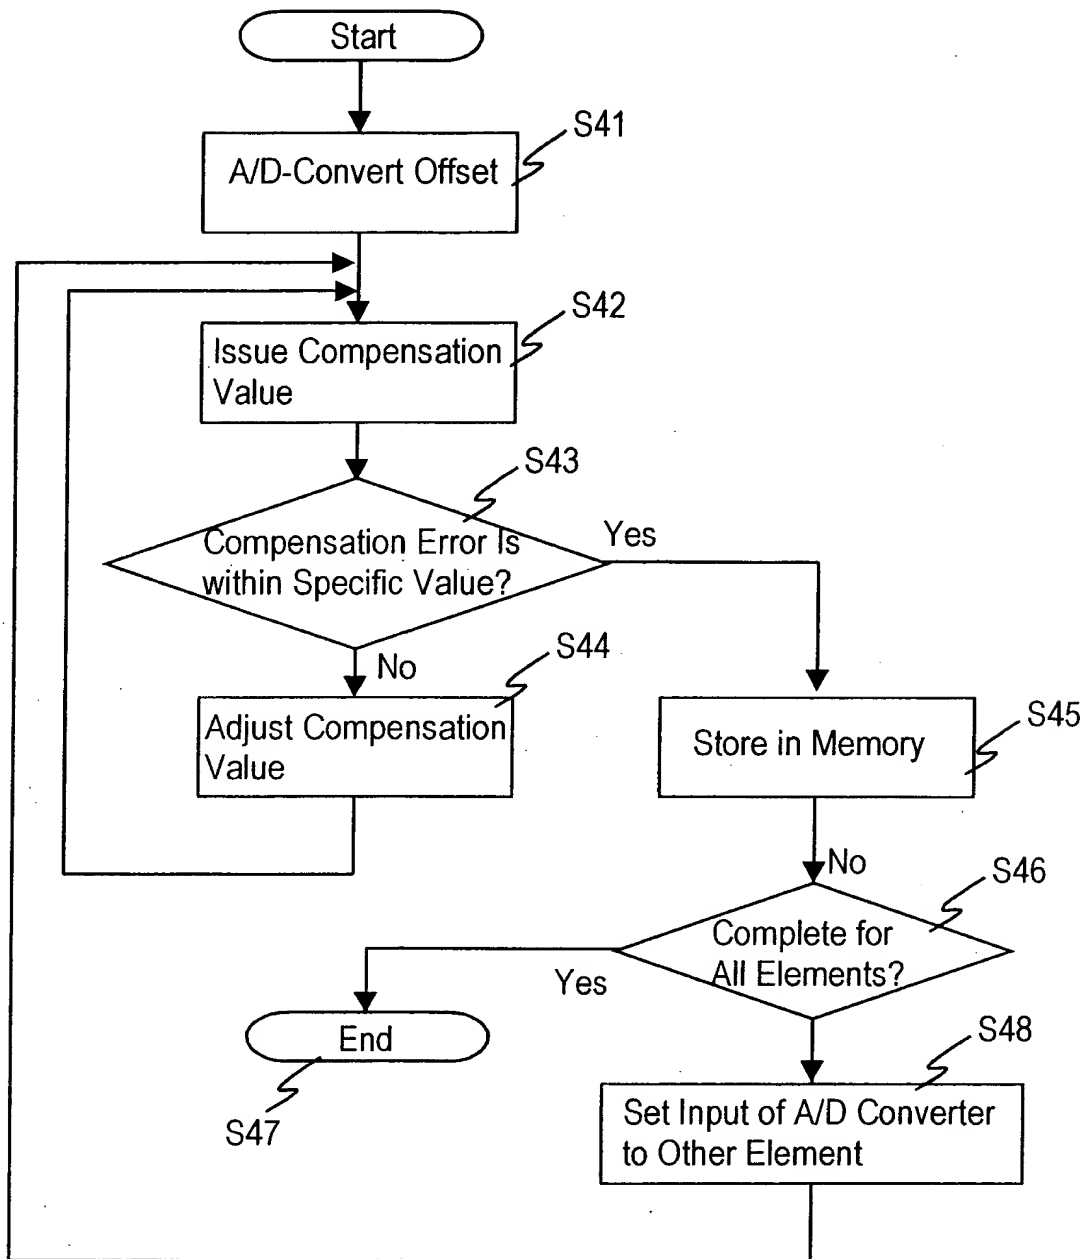 Start
S41
A/D-Convert Offset
S42
Issue Compensation
Value
S43
Compensation Error Is
within Specific Value?
Yes
No
S44
Adjust Compensation
Value
S45
Store in Memory
No
S46
Complete for
All Elements?
Yes
End
S47
S48
Set Input of A/D Converter
to Other Element